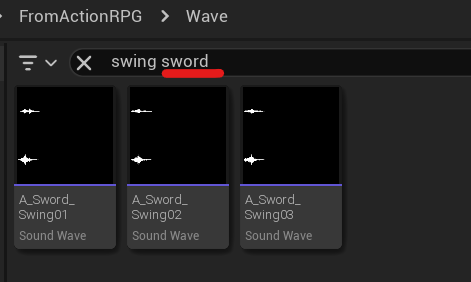 FromActionRPG > Wave
swing sword
A_Sword_
Swing01
Sound Wave
A_Sword_
Swing02
Sound Wave
A_Sword_
Swing03
Sound Wave